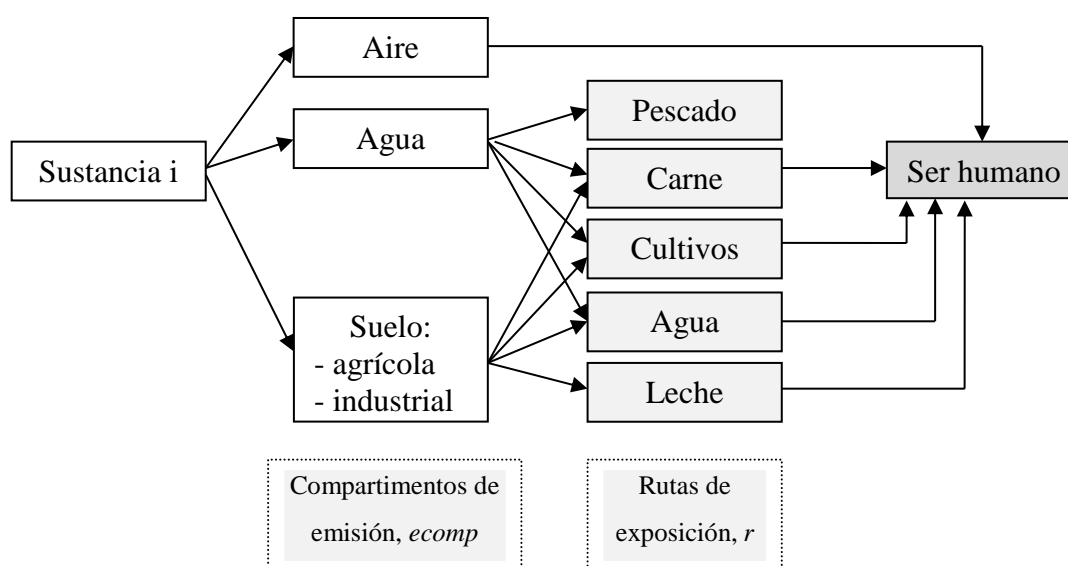 Aire
Pescado
Agua
Sustancia i
Carne
Ser humano
Cultivos
Suelo:
- agrícola
- industrial
Agua
Leche
Compartimentos de
emisión, ecomp
Rutas de
exposición, r